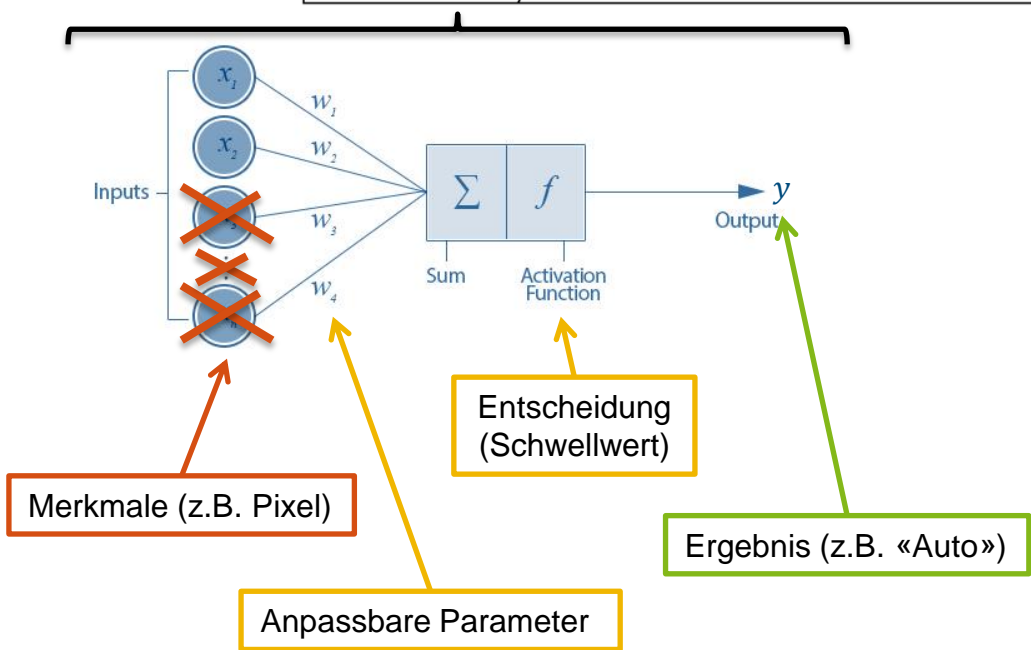 x₁
w₁
x₂
w₂
Inputs
Σ
f
y
w₃
Output
Sum
Activation
Function
w₄
Entscheidung
(Schwellwert)
Merkmale (z.B. Pixel)
Ergebnis (z.B. «Auto»)
Anpassbare Parameter